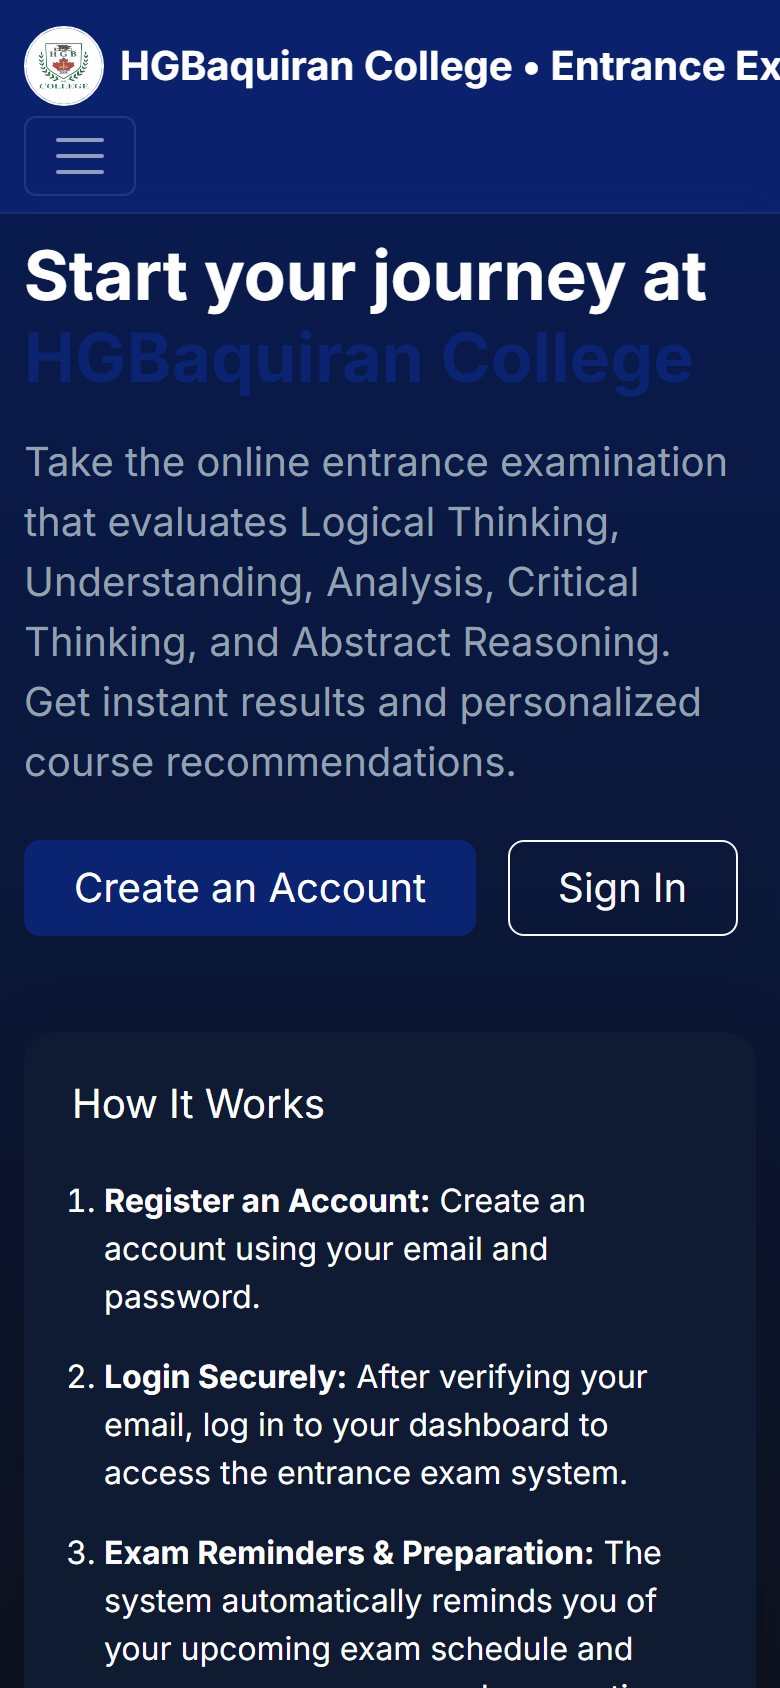 HGB
COLLEGE
HGBaquiran College • Entrance Ex
Start your journey at
HGBaquiran College
Take the online entrance examination
that evaluates Logical Thinking,
Understanding, Analysis, Critical
Thinking, and Abstract Reasoning.
Get instant results and personalized
course recommendations.
Create an Account
Sign In
How It Works
1. Register an Account: Create an
account using your email and
password.
2. Login Securely: After verifying your
email, log in to your dashboard to
access the entrance exam system.
3. Exam Reminders & Preparation: The
system automatically reminds you of
your upcoming exam schedule and